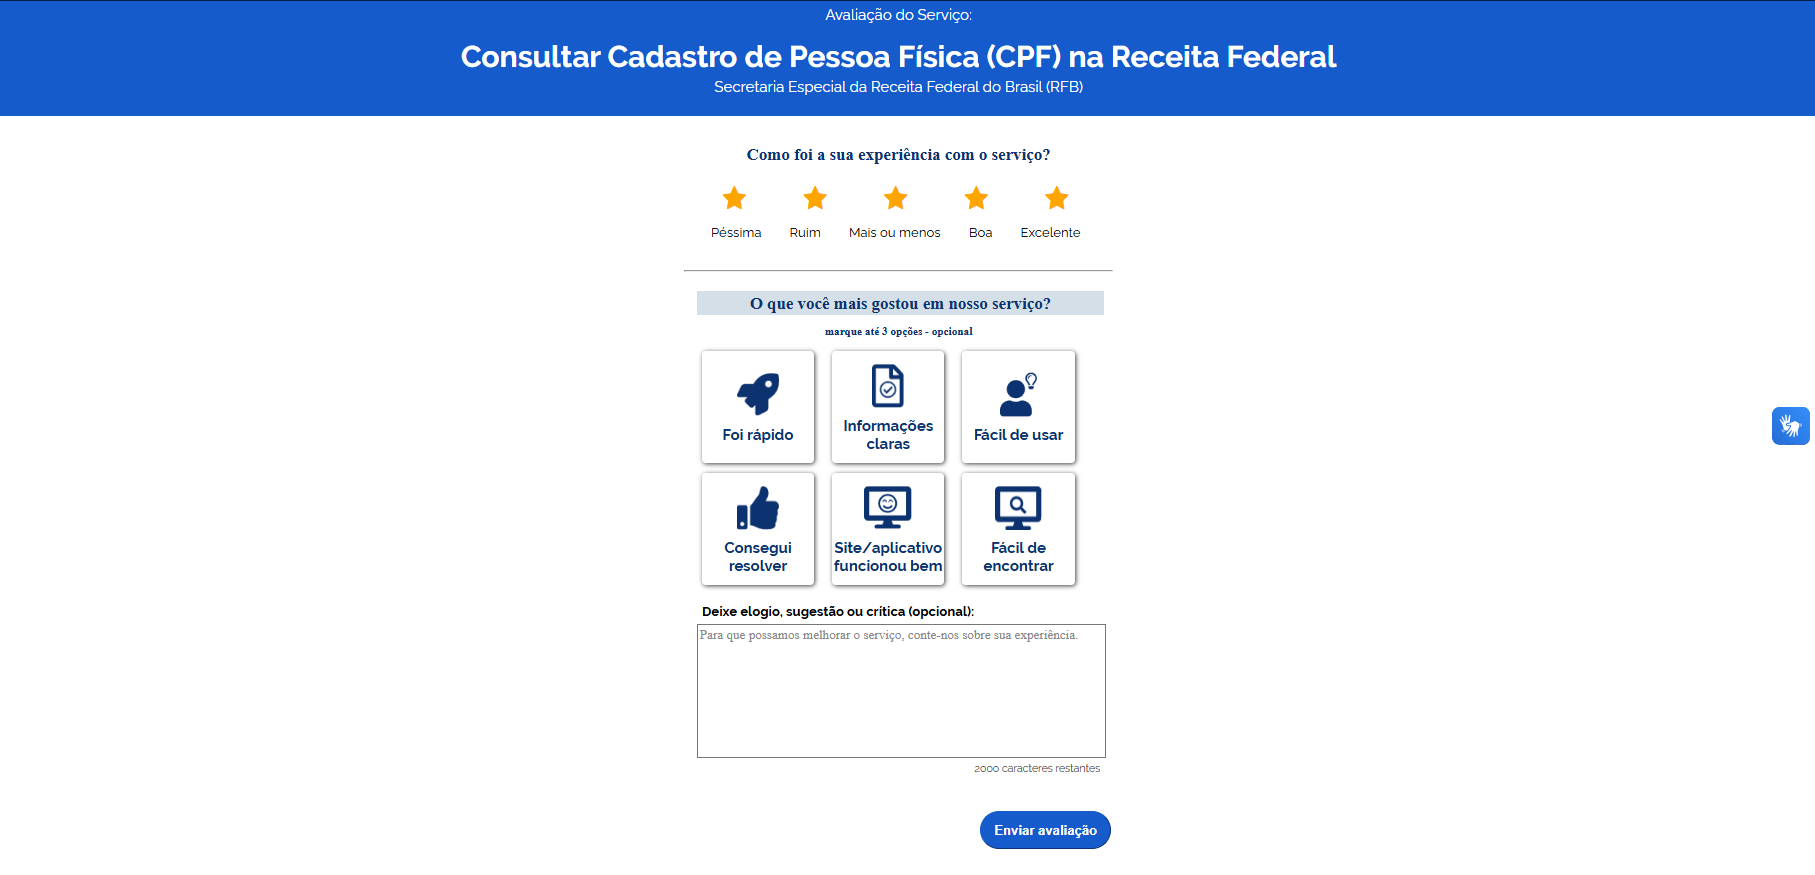 Avaliação do Serviço:
Consultar Cadastro de Pessoa Física (CPF) na Receita Federal
Secretaria Especial da Receita Federal do Brasil (RFB)
Como foi a sua experiência com o serviço?
Péssima Ruim Mais ou menos Boa Excelente
O que você mais gostou em nosso serviço?
marque até 3 opções - opcional
Foi rápido
Informações
claras
Fácil de usar
Consegui
resolver
Site/aplicativo
funcionou bem
Fácil de
encontrar
Deixe elogio, sugestão ou crítica (opcional):
Para que possamos melhorar o serviço, conte-nos sobre sua experiência.
2000 caracteres restantes
Enviar avaliação